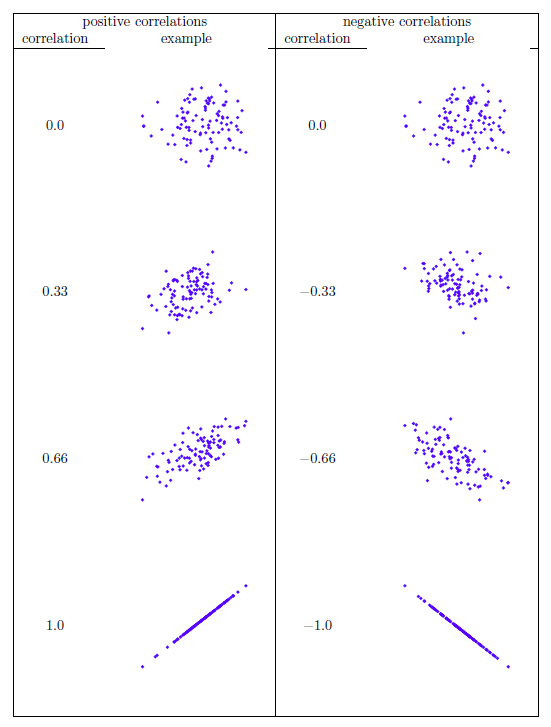 positive correlations
correlation example
0.0
0.33
0.66
1.0
negative correlations
correlation example
0.0
−0.33
−0.66
−1.0